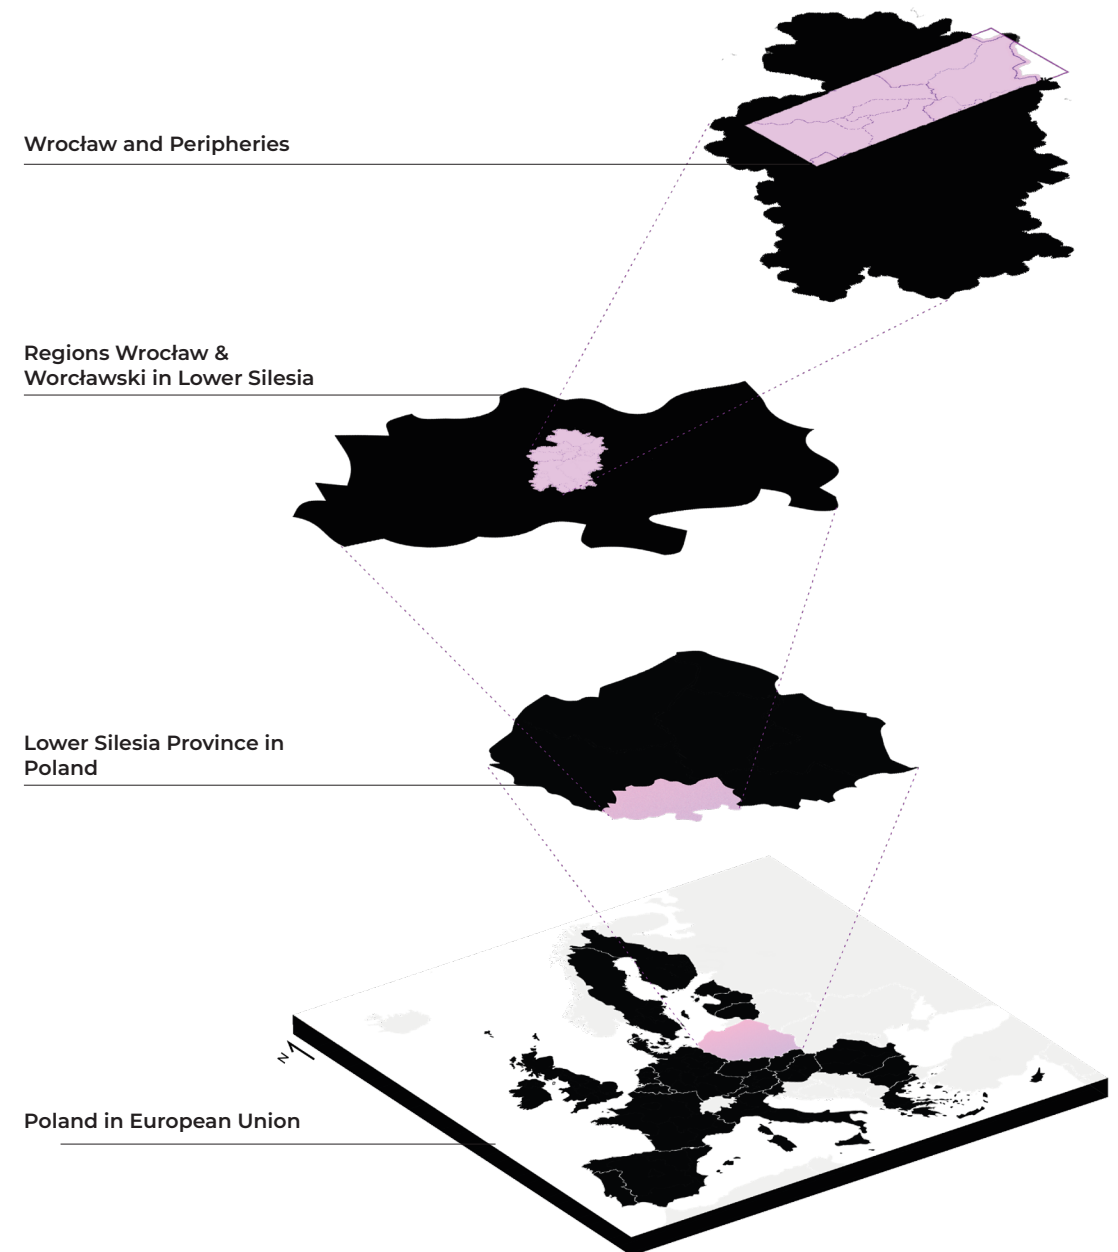 Wrocław and Peripheries
Regions Wrocław &
Worcławski in Lower Silesia
Lower Silesia Province in
Poland
N
Poland in European Union